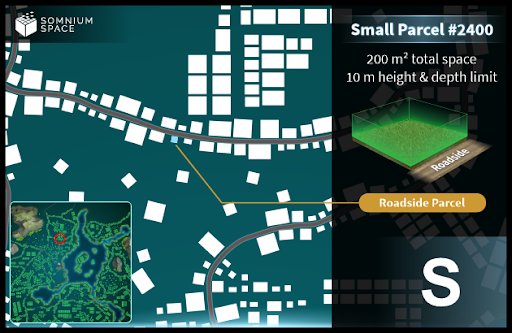 SOMNIUM
SPACE
Small Parcel #2400
200 m² total space
10 m height & depth limit
Roadside
Roadside Parcel
S